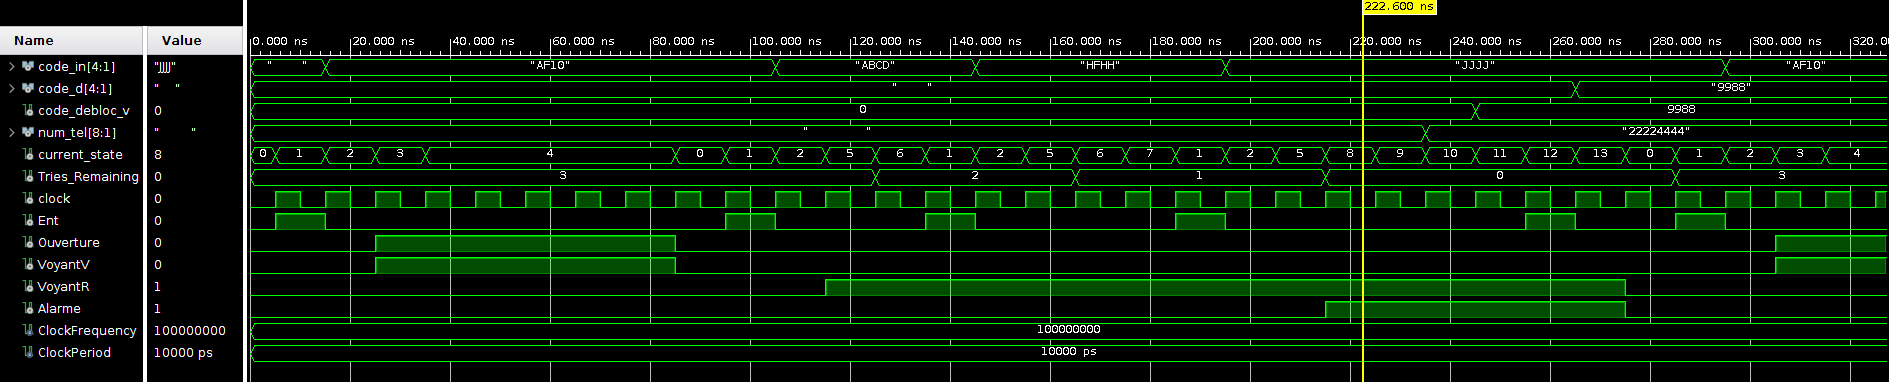 222.600 ns
Name Value
0.000 ns 20.000 ns 40.000 ns 60.000 ns 80.000 ns 100.000 ns 120.000 ns 140.000 ns 160.000 ns 180.000 ns 200.000 ns 220.000 ns 240.000 ns 260.000 ns 280.000 ns 300.000 ns 320.0
code_in[4:1] "JJJJ" " " "AF10" "ABCD" "HFHH" "JJJJ" "AF10"
code_d[4:1] " " " " "9988"
code_debloc_v 0 0 9988
num_tel[8:1] " " " " "22224444"
current_state 8 0 1 2 3 4 0 1 2 5 6 1 2 5 6 7 1 2 5 8 9 10 11 12 13 0 1 2 3 4
Tries_Remaining 0 3 2 1 0 3
clock 0
Ent 0
Ouverture 0
VoyantV 0
VoyantR 1
Alarme 1
ClockFrequency 100000000 100000000
ClockPeriod 10000 ps 10000 ps